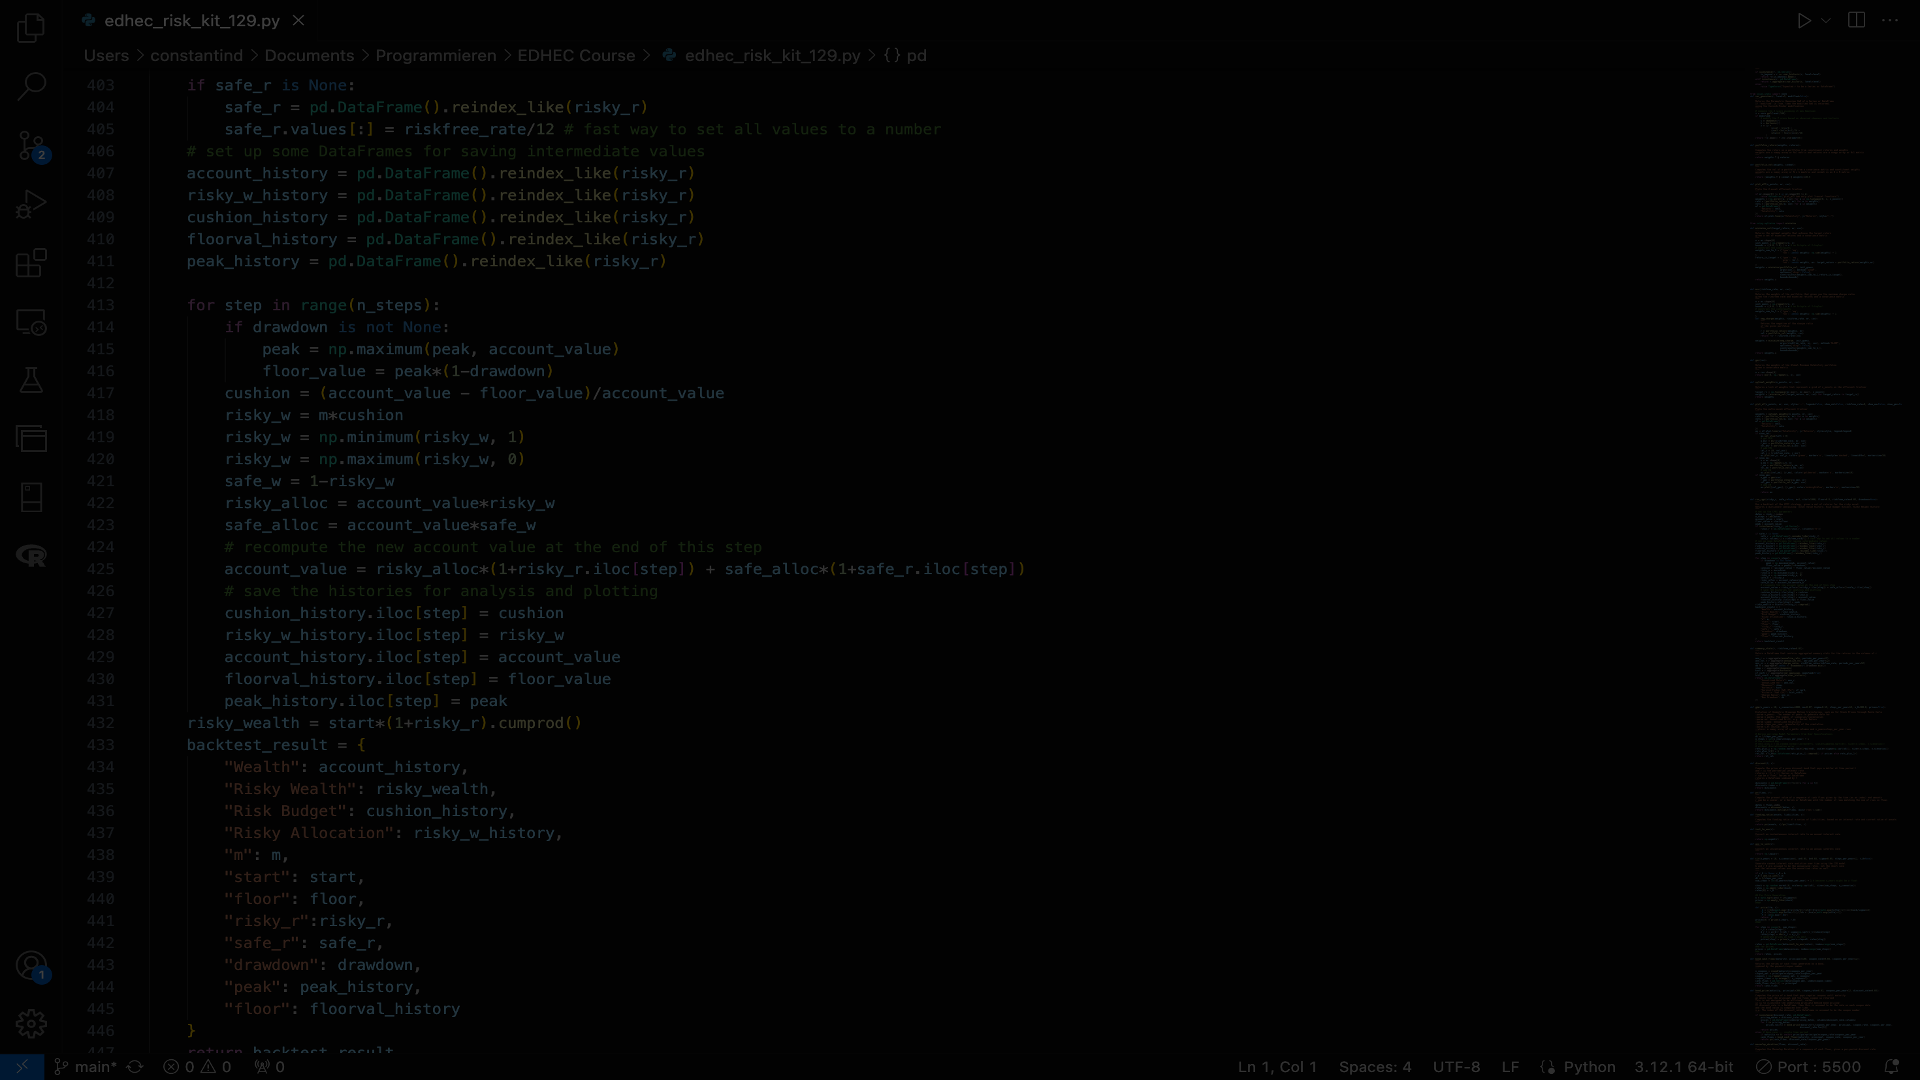 edhec_risk_kit_129.py
Users > constantind > Documents > Programmieren > EDHEC Course > edhec_risk_kit_129.py > {} pd
403 if safe_r is None:
404 safe_r = pd.DataFrame().reindex_like(risky_r)
405 safe_r.values[:] = riskfree_rate/12 # fast way to set all values to a number
406 # set up some DataFrames for saving intermediate values
407 account_history = pd.DataFrame().reindex_like(risky_r)
408 risky_w_history = pd.DataFrame().reindex_like(risky_r)
409 cushion_history = pd.DataFrame().reindex_like(risky_r)
410 floorval_history = pd.DataFrame().reindex_like(risky_r)
411 peak_history = pd.DataFrame().reindex_like(risky_r)
412
413 for step in range(n_steps):
414 if drawdown is not None:
415 peak = np.maximum(peak, account_value)
416 floor_value = peak*(1-drawdown)
417 cushion = (account_value - floor_value)/account_value
418 risky_w = m*cushion
419 risky_w = np.minimum(risky_w, 1)
420 risky_w = np.maximum(risky_w, 0)
421 safe_w = 1-risky_w
422 risky_alloc = account_value*risky_w
423 safe_alloc = account_value*safe_w
424 # recompute the new account value at the end of this step
425 account_value = risky_alloc*(1+risky_r.iloc[step]) + safe_alloc*(1+safe_r.iloc[step])
426 # save the histories for analysis and plotting
427 cushion_history.iloc[step] = cushion
428 risky_w_history.iloc[step] = risky_w
429 account_history.iloc[step] = account_value
430 floorval_history.iloc[step] = floor_value
431 peak_history.iloc[step] = peak
432 risky_wealth = start*(1+risky_r).cumprod()
433 backtest_result = {
434 "Wealth": account_history,
435 "Risky Wealth": risky_wealth,
436 "Risk Budget": cushion_history,
437 "Risky Allocation": risky_w_history,
438 "m": m,
439 "start": start,
440 "floor": floor,
441 "risky_r":risky_r,
442 "safe_r": safe_r,
443 "drawdown": drawdown,
444 "peak": peak_history,
445 "floor": floorval_history
446 }
447 return backtest_result
2
1
main* 0 0 0 Ln 1, Col 1 Spaces: 4 UTF-8 LF Python 3.12.1 64-bit Port : 5500